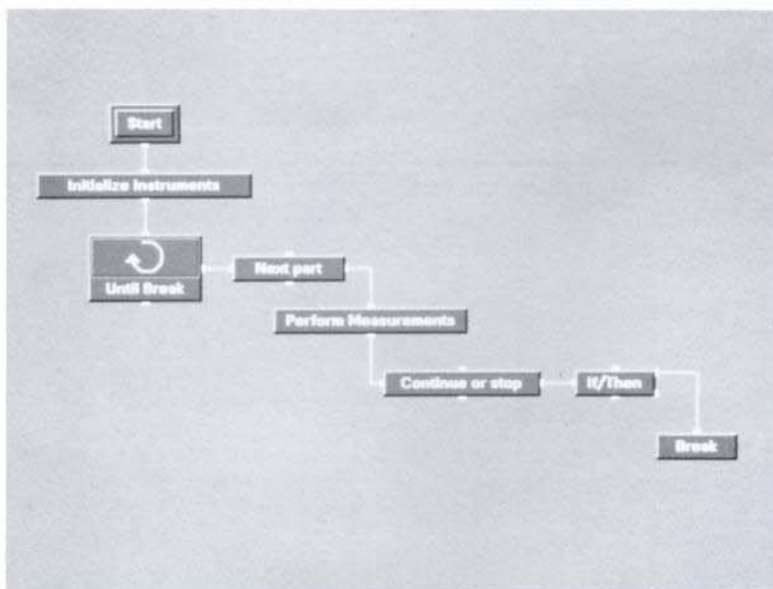 Start
Initialize Instruments
Until Break
Next part
Perform Measurements
Continue or stop
If/Then
Break